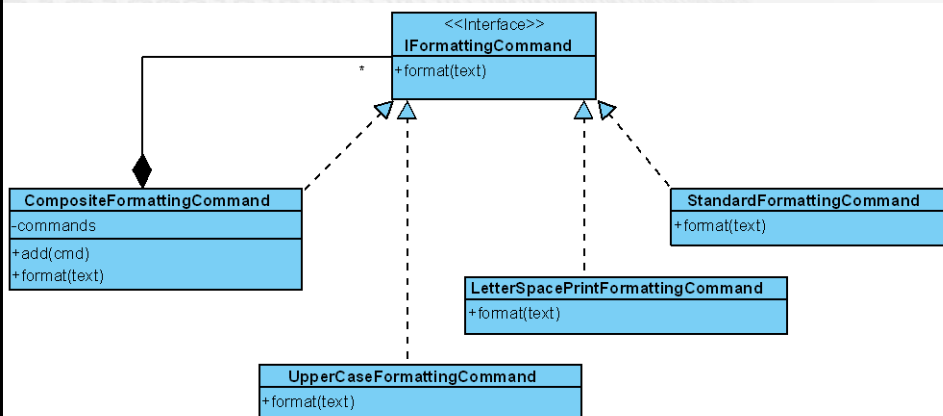 <<Interface>>
IFormattingCommand
+format(text)
*
CompositeFormattingCommand
-commands
+add(cmd)
+format(text)
StandardFormattingCommand
+format(text)
LetterSpacePrintFormattingCommand
+format(text)
UpperCaseFormattingCommand
+format(text)